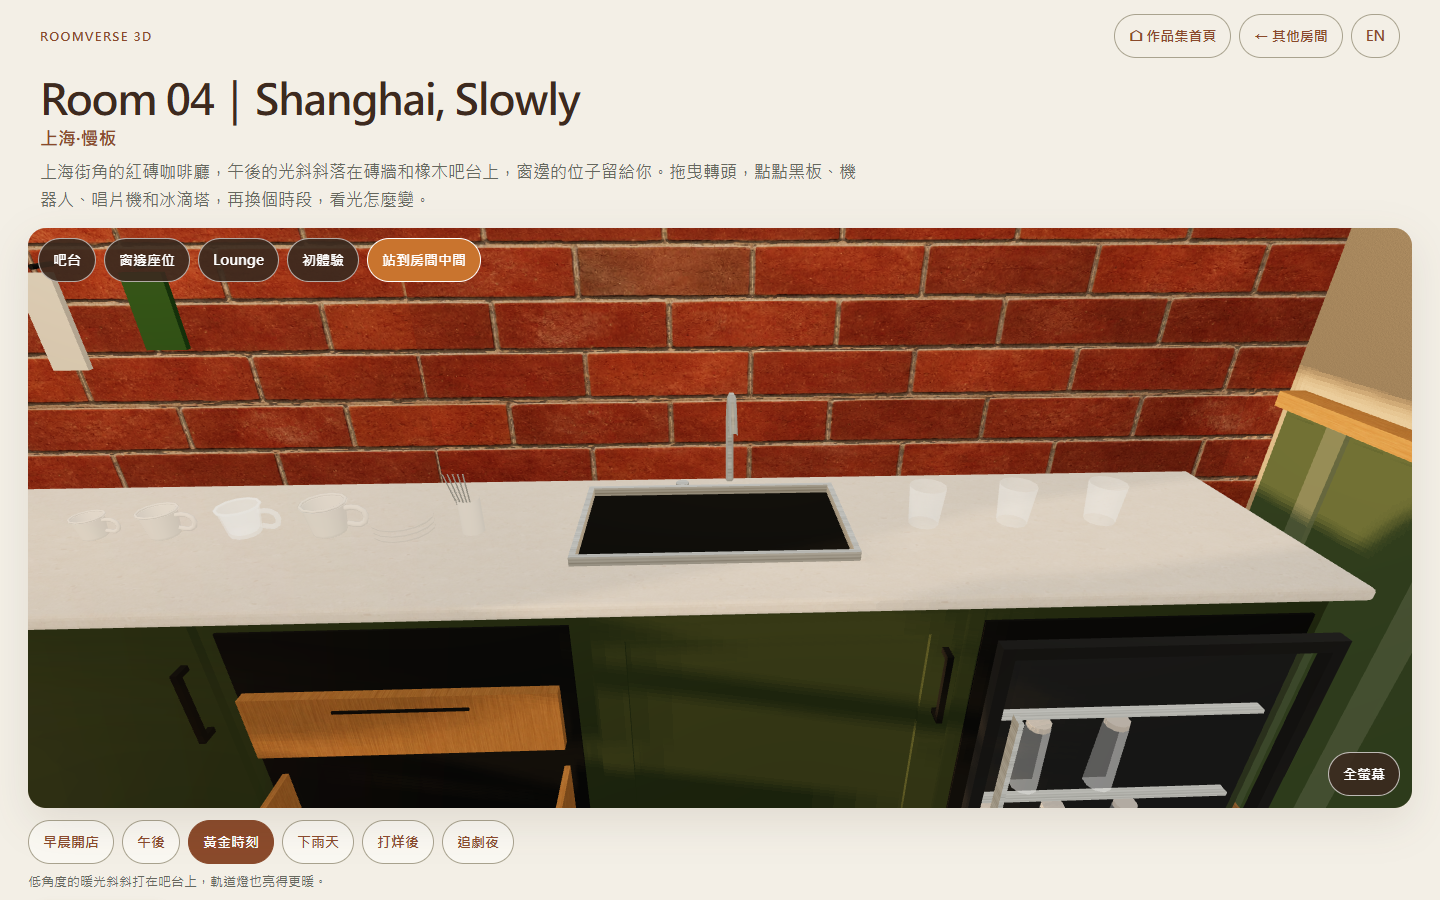 ROOMVERSE 3D
作品集首頁
← 其他房間
EN
Room 04｜Shanghai, Slowly
上海·慢板
上海街角的紅磚咖啡廳，午後的光斜斜落在磚牆和橡木吧台上，窗邊的位子留給你。拖曳轉頭，點點黑板、機
器人、唱片機和冰滴塔，再換個時段，看光怎麼變。
吧台
窗邊座位
Lounge
初體驗
站到房間中間
全螢幕
早晨開店
午後
黃金時刻
下雨天
打烊後
追劇夜
低角度的暖光斜斜打在吧台上，軌道燈也亮得更暖。